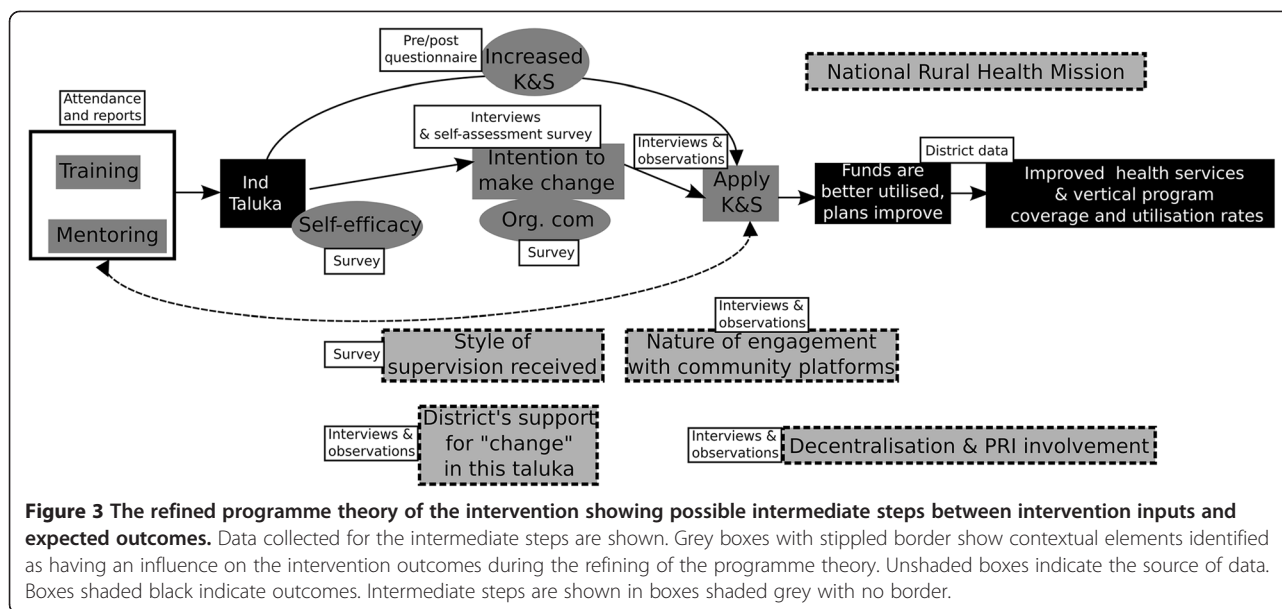 Pre/post
questionnaire
Increased
K&S
National Rural Health Mission
Attendance
and reports
Training
Mentoring
Ind
Taluka
Self-efficacy
Survey
Interviews
& self-assessment survey
Intention to
make change
Org. com
Survey
Interviews &
observations
Apply
K&S
Funds are
better utilised,
plans improve
District data
Improved health services
& vertical program
coverage and utilisation rates
Survey
Style of
supervision received
Interviews &
observations
Nature of engagement
with community platforms
Interviews &
observations
District's support
for "change"
in this taluka
Interviews &
observations
Decentralisation & PRI involvement
Figure 3 The refined programme theory of the intervention showing possible intermediate steps between intervention inputs and
expected outcomes. Data collected for the intermediate steps are shown. Grey boxes with stippled border show contextual elements identified
as having an influence on the intervention outcomes during the refining of the programme theory. Unshaded boxes indicate the source of data.
Boxes shaded black indicate outcomes. Intermediate steps are shown in boxes shaded grey with no border.